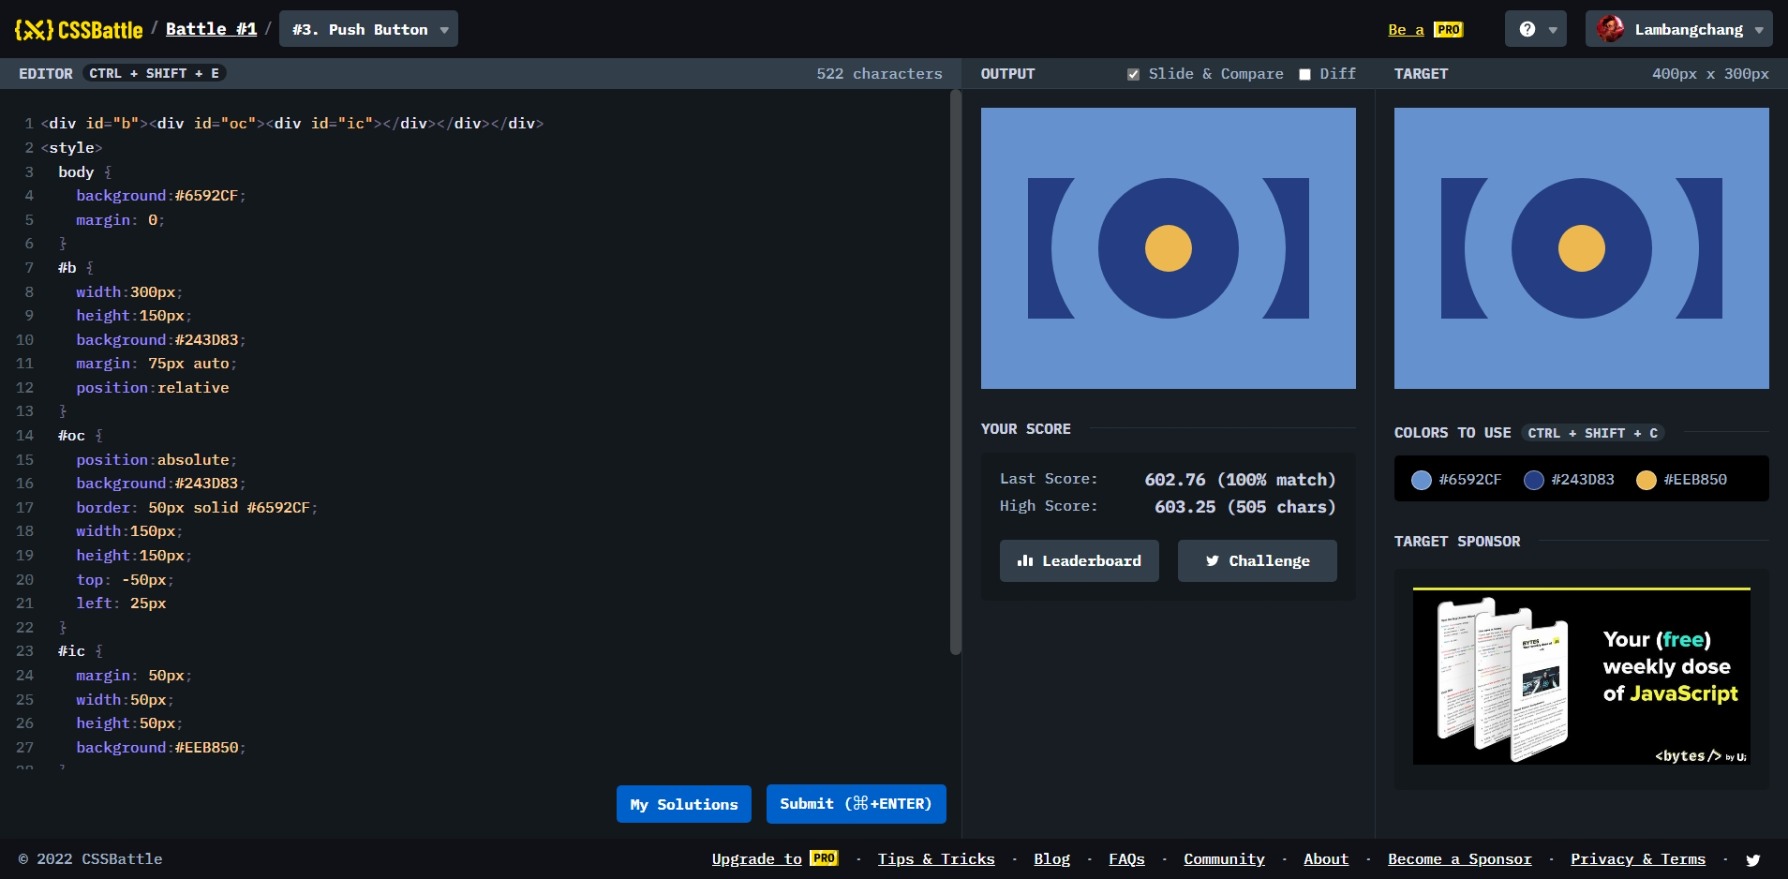 CSSBattle / Battle #1 / #3. Push Button
Be a PRO
? Lambangchang
EDITOR CTRL + SHIFT + E 522 characters
1 <div id="b"><div id="oc"><div id="ic"></div></div></div>
2 <style>
3 body {
4 background:#6592CF;
5 margin: 0;
6 }
7 #b {
8 width:300px;
9 height:150px;
10 background:#243D83;
11 margin: 75px auto;
12 position:relative
13 }
14 #oc {
15 position:absolute;
16 background:#243D83;
17 border: 50px solid #6592CF;
18 width:150px;
19 height:150px;
20 top: -50px;
21 left: 25px
22 }
23 #ic {
24 margin: 50px;
25 width:50px;
26 height:50px;
27 background:#EEB850;
My Solutions
Submit (⌘+ENTER)
OUTPUT Slide & Compare Diff
YOUR SCORE
Last Score: 602.76 (100% match)
High Score: 603.25 (505 chars)
Leaderboard
Challenge
TARGET 400px x 300px
COLORS TO USE CTRL + SHIFT + C
#6592CF #243D83 #EEB850
TARGET SPONSOR
Your (free)
weekly dose
of JavaScript
<bytes/> by U;
© 2022 CSSBattle
Upgrade to PRO · Tips & Tricks · Blog · FAQs · Community · About · Become a Sponsor · Privacy & Terms ·